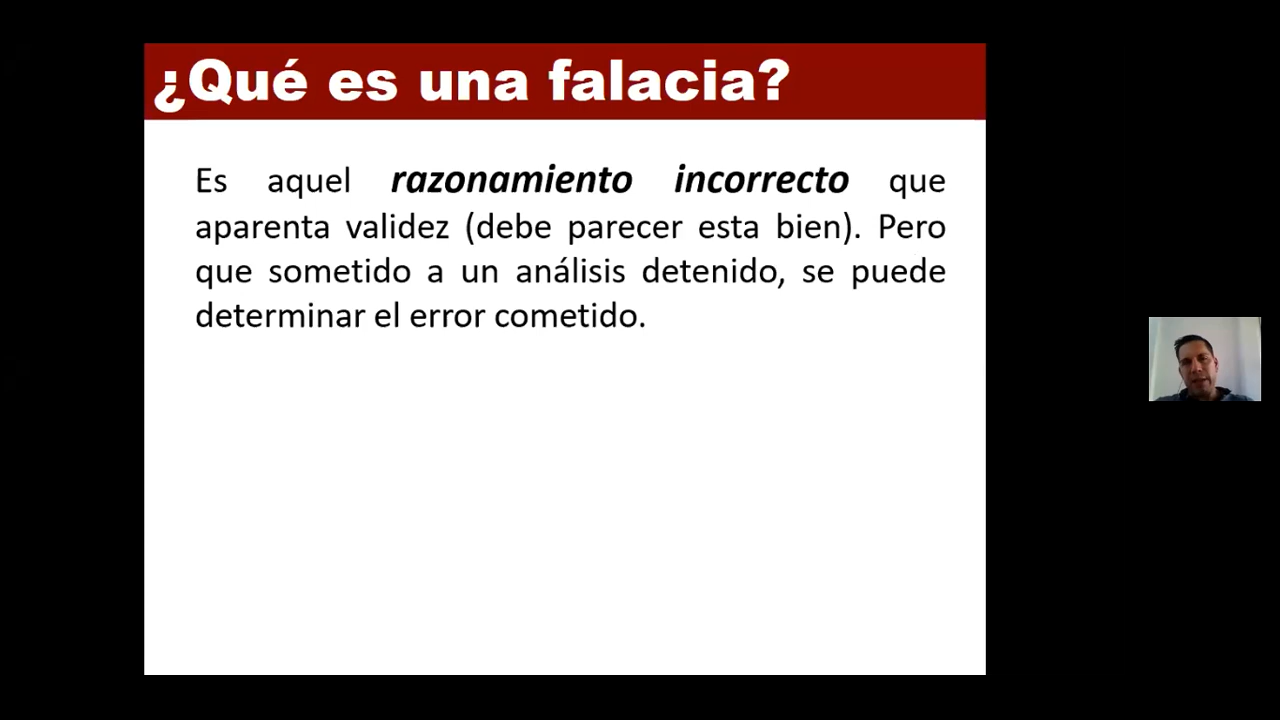 ¿Qué es una falacia?
Es aquel razonamiento incorrecto que
aparenta validez (debe parecer esta bien). Pero
que sometido a un análisis detenido, se puede
determinar el error cometido.